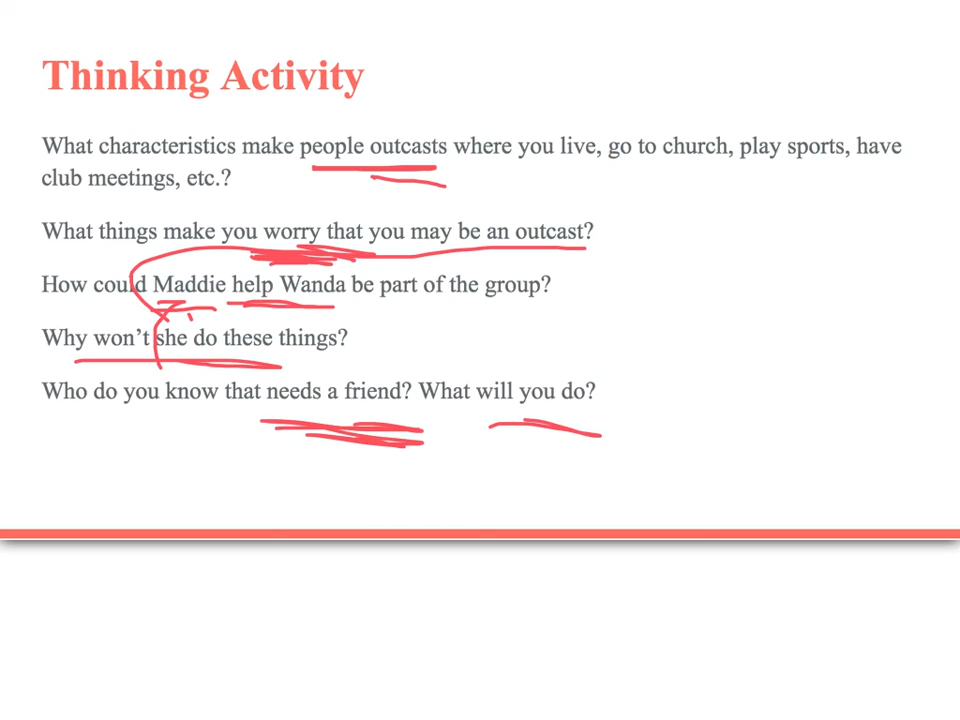 Thinking Activity
What characteristics make people outcasts where you live, go to church, play sports, have
club meetings, etc.?
What things make you worry that you may be an outcast?
How could Maddie help Wanda be part of the group?
Why won’t she do these things?
Who do you know that needs a friend? What will you do?